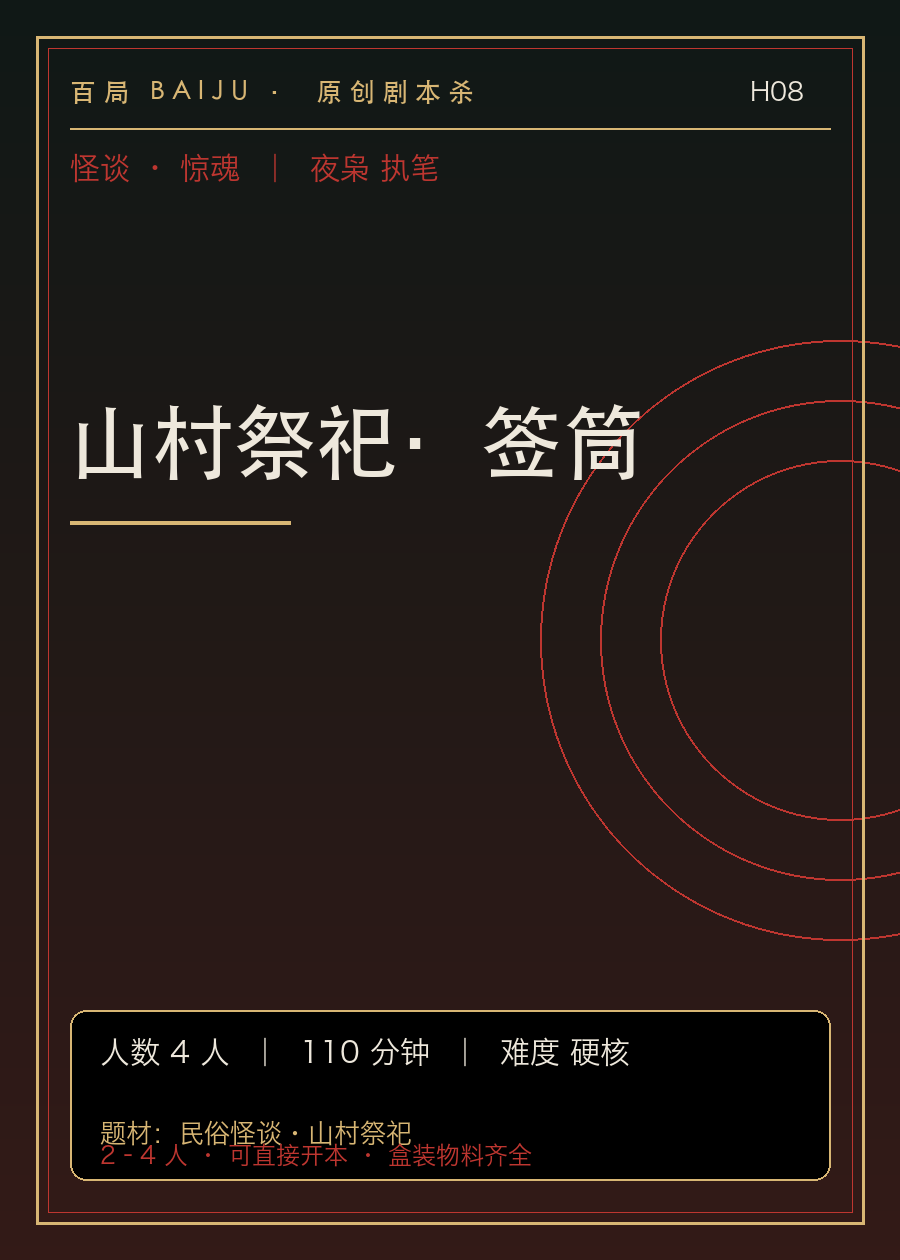 百局 BAIJU · 原创剧本杀 H08
怪谈 · 惊魂 ｜ 夜枭 执笔
山村祭祀· 签筒
人数 4 人 ｜ 110 分钟 ｜ 难度 硬核
题材：民俗怪谈 · 山村祭祀
2-4 人 · 可直接开本 · 盒装物料齐全